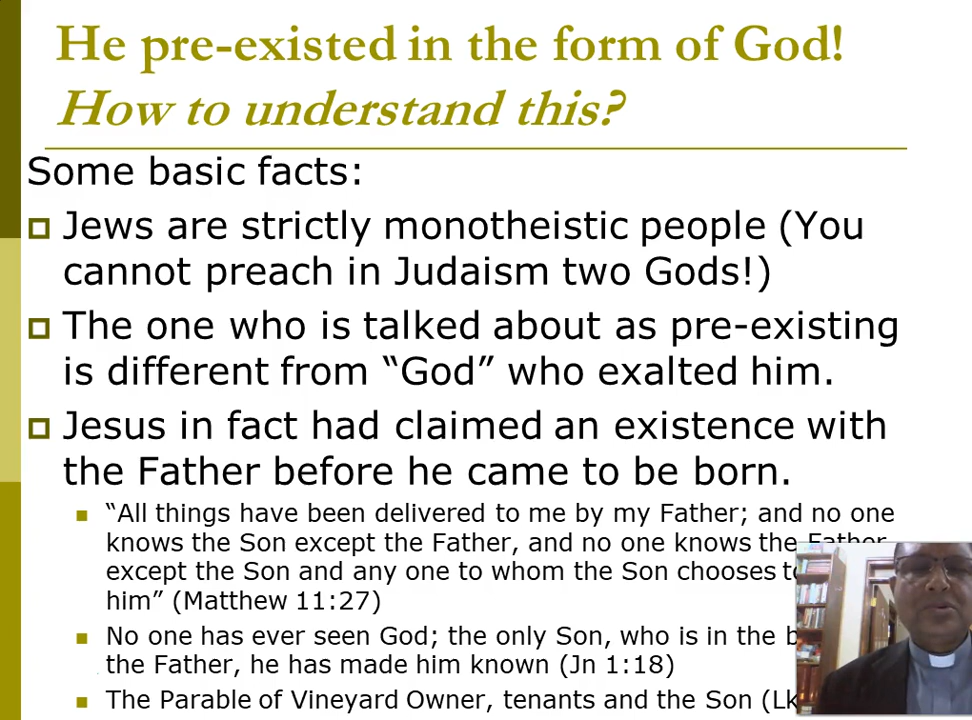 He pre-existed in the form of God!
How to understand this?
Some basic facts:
Jews are strictly monotheistic people (You
cannot preach in Judaism two Gods!)
The one who is talked about as pre-existing
is different from “God” who exalted him.
Jesus in fact had claimed an existence with
the Father before he came to be born.
“All things have been delivered to me by my Father; and no one
knows the Son except the Father, and no one knows the Father
except the Son and any one to whom the Son chooses
him” (Matthew 11:27)
No one has ever seen God; the only Son, who is in the
the Father, he has made him known (Jn 1:18)
The Parable of Vineyard Owner, tenants and the Son (Lk